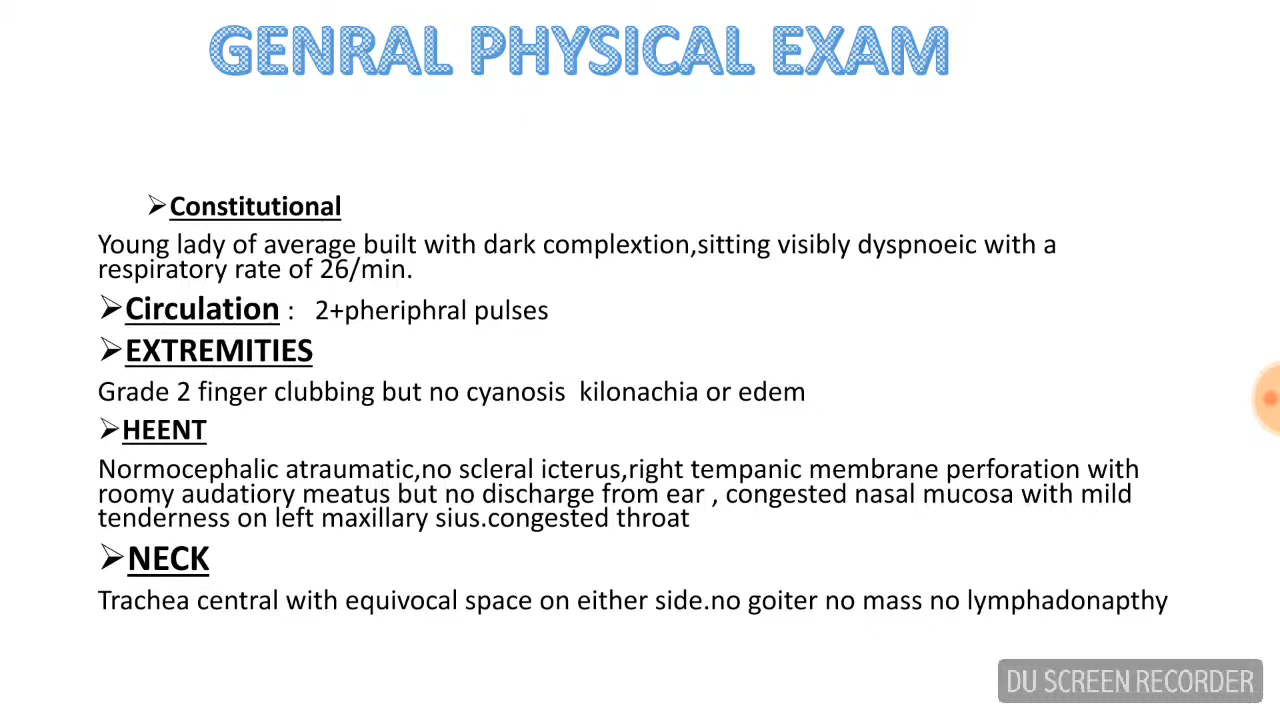 GENRAL PHYSICAL EXAM
Constitutional
Young lady of average built with dark complextion,sitting visibly dyspnoeic with a
respiratory rate of 26/min.
Circulation : 2+pheriphral pulses
EXTREMITIES
Grade 2 finger clubbing but no cyanosis kilonachia or edem
HEENT
Normocephalic atraumatic,no scleral icterus,right tempanic membrane perforation with
roomy audatiory meatus but no discharge from ear , congested nasal mucosa with mild
tenderness on left maxillary sius.congested throat
NECK
Trachea central with equivocal space on either side.no goiter no mass no lymphadonapthy
DU SCREEN RECORDER